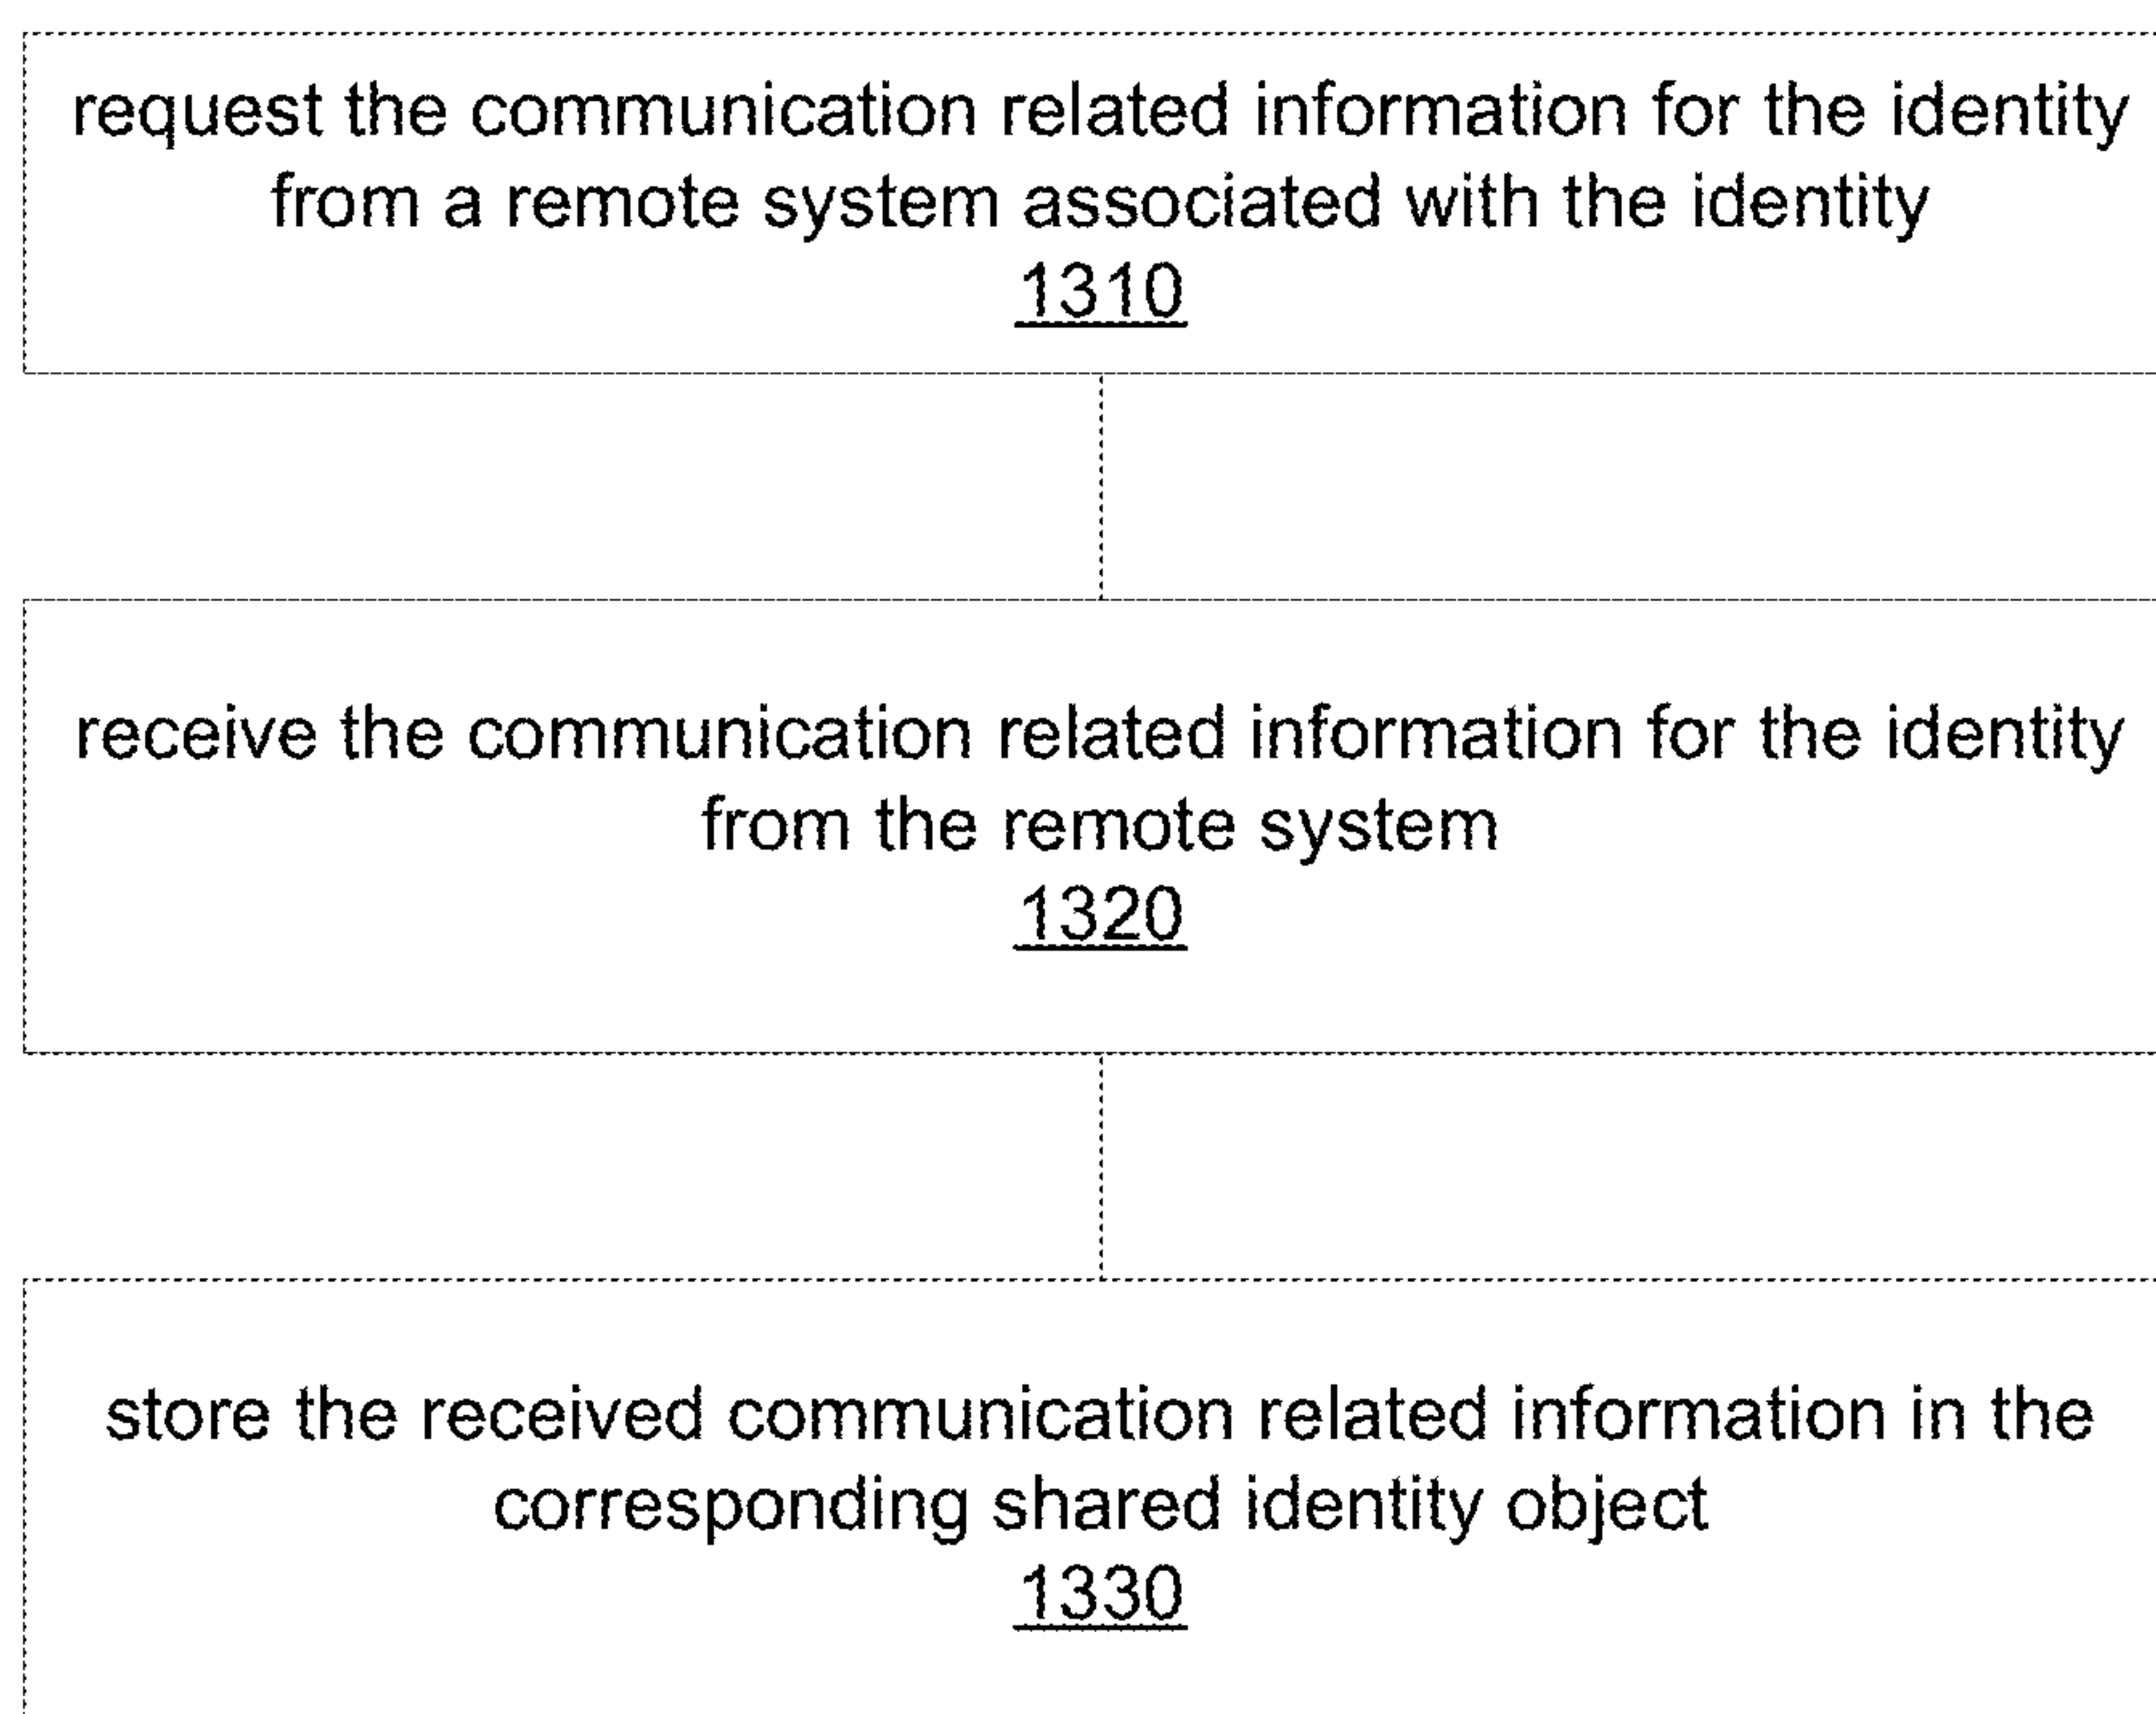 request the communication related information for the identity
from a remote system associated with the identity
1310
receive the communication related information for the identity
from the remote system
1320
store the received communication related information in the
corresponding shared identity object
1330